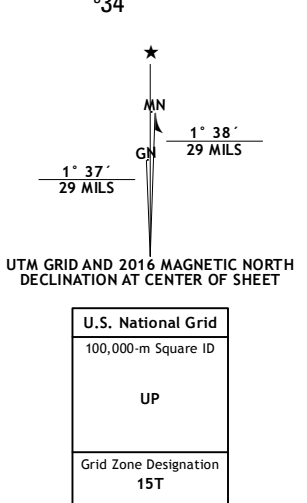 °34
★
MN
1° 38´
29 MILS
GN
1° 37´
29 MILS
UTM GRID AND 2016 MAGNETIC NORTH
DECLINATION AT CENTER OF SHEET
U.S. National Grid
100,000-m Square ID
UP
Grid Zone Designation
15T